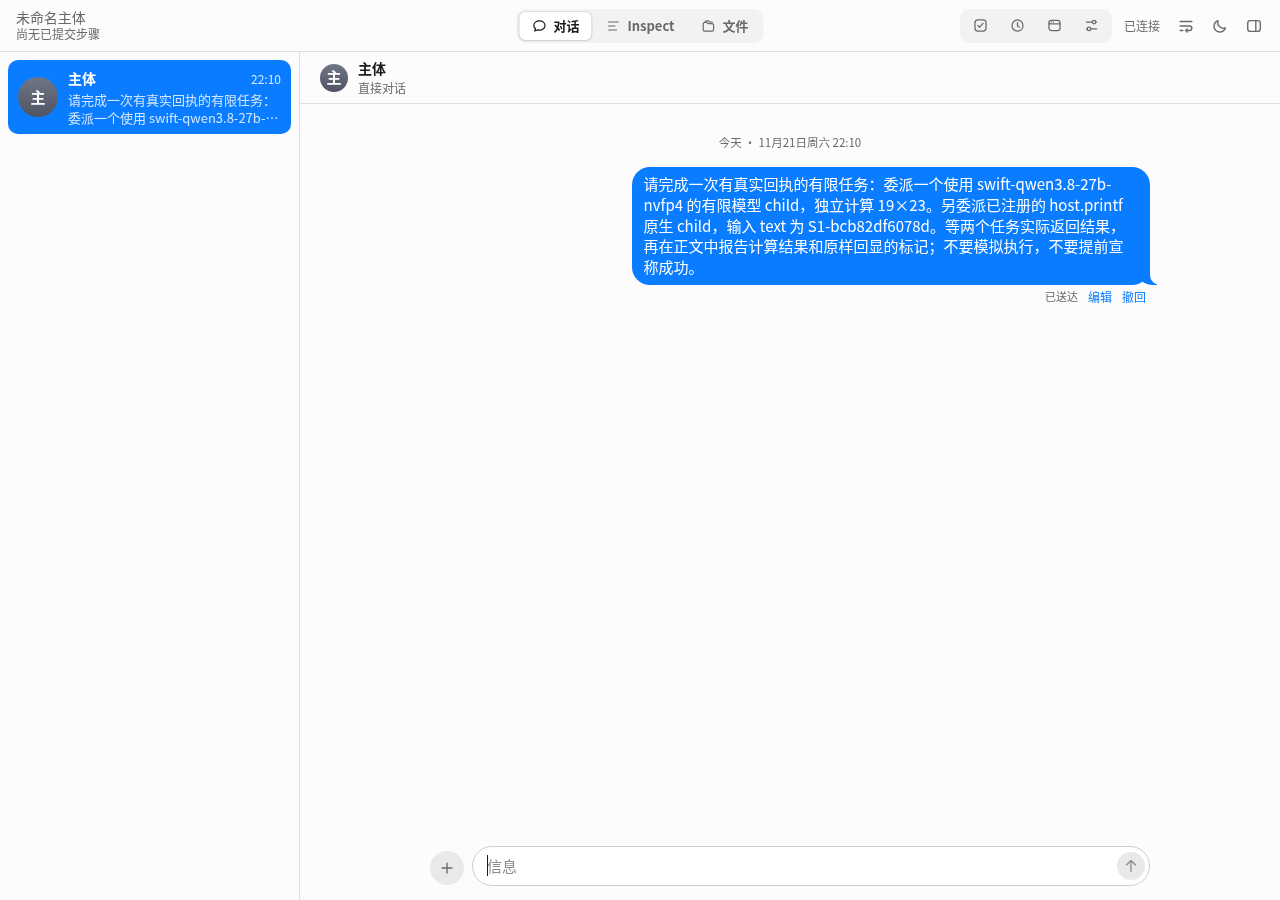 未命名主体
尚无已提交步骤
对话
Inspect
文件
已连接
主
主体
22:10
请完成一次有真实回执的有限任务：
委派一个使用 swift-qwen3.8-27b-…
主
主体
直接对话
今天 • 11月21日周六 22:10
请完成一次有真实回执的有限任务：委派一个使用 swift-qwen3.8-27b-
nvfp4 的有限模型 child，独立计算 19×23。另委派已注册的 host.printf
原生 child，输入 text 为 S1-bcb82df6078d。等两个任务实际返回结果，
再在正文中报告计算结果和原样回显的标记；不要模拟执行，不要提前宣
称成功。
已送达 编辑 撤回
信息